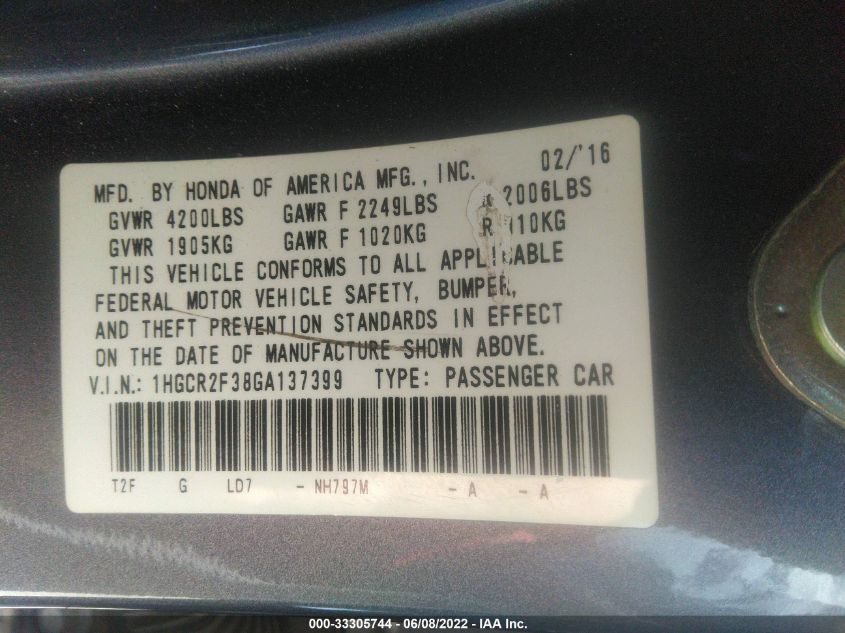 MFD. BY HONDA OF AMERICA MFG., INC. 02/'16
GVWR 4200LBS GAWR F 2249LBS 2006LBS
GVWR 1905KG GAWR F 1020KG R 910KG
THIS VEHICLE CONFORMS TO ALL APPLICABLE
FEDERAL MOTOR VEHICLE SAFETY, BUMPER,
AND THEFT PREVENTION STANDARDS IN EFFECT
ON THE DATE OF MANUFACTURE SHOWN ABOVE.
V.I.N.: 1HGCR2F38GA137399 TYPE: PASSENGER CAR
T2F G LD7 - NH797M - A - A
000-33305744 - 06/08/2022 - IAA Inc.